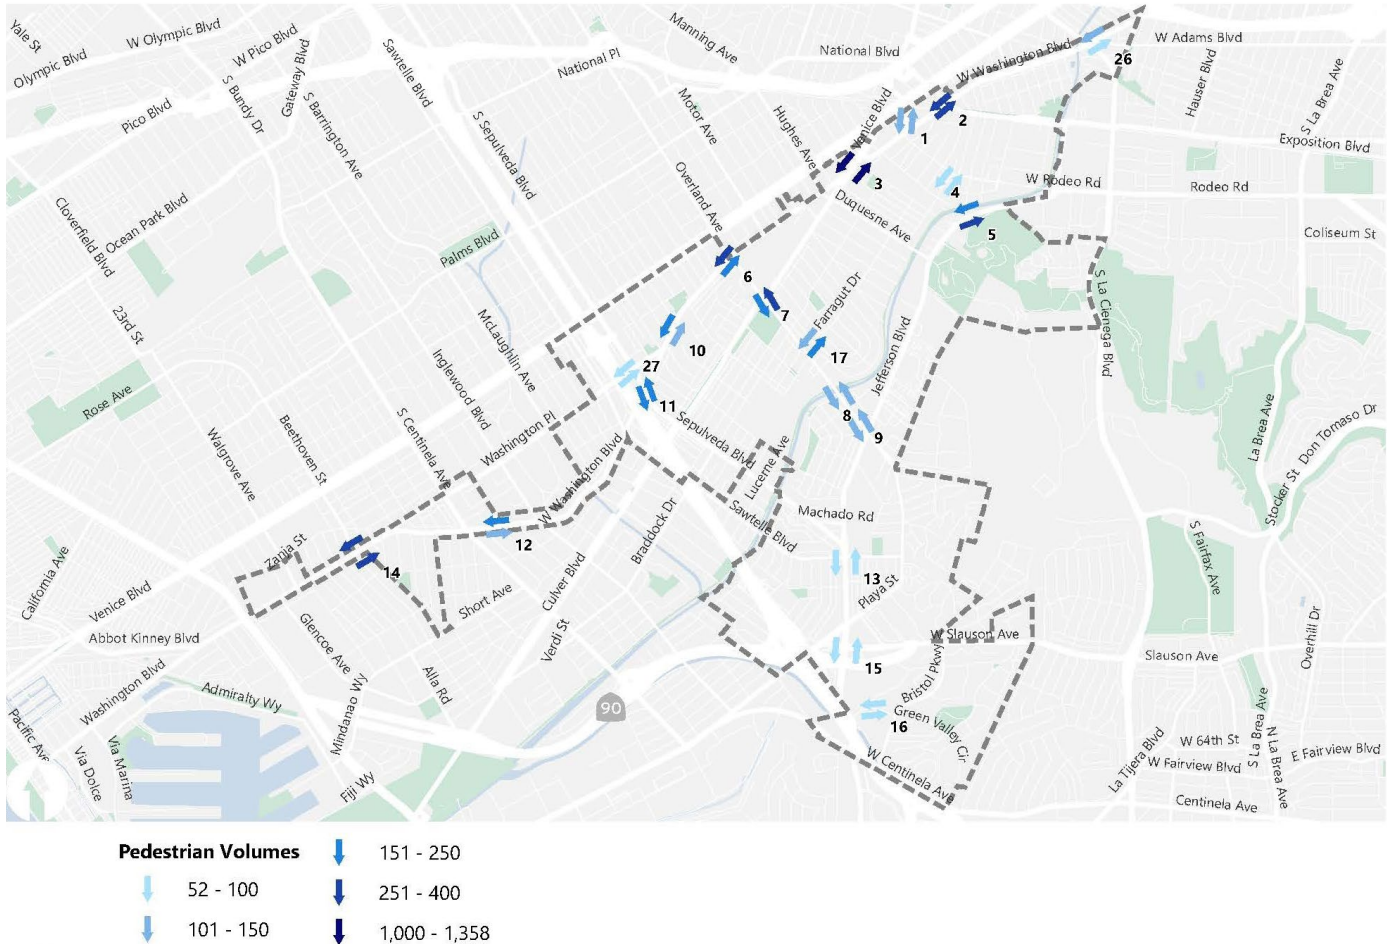 Yale St
W Olympic Blvd
Olympic Blvd
W Pico Blvd
Gateway Blvd
S Bundy Dr
Pico Blvd
S Barrington Ave
Sawtelle Blvd
S Sepulveda Blvd
National Pl
Manning Ave
National Blvd
Motor Ave
Hughes Ave
Venice Blvd
W Washington Blvd
W Adams Blvd
26
Hauser Blvd
S La Brea Ave
Exposition Blvd
1
2
3
4
5
W Rodeo Rd
Rodeo Rd
Coliseum St
Duquesne Ave
Overland Ave
Cloverfield Blvd
Ocean Park Blvd
Palms Blvd
23rd St
6
7
Farragut Dr
17
Jefferson Blvd
S La Cienega Blvd
McLaughlin Ave
Inglewood Blvd
10
27
11
8
9
Rose Ave
Walgrove Ave
Beethoven St
S Centinela Ave
Washington Pl
W Washington Blvd
Sepulveda Blvd
Lucerne Ave
La Brea Ave
Don Tomaso Dr
Stocker St
Braddock Dr
Sawtelle Blvd
Machado Rd
12
Zanja St
14
13
Playa St
S Fairfax Ave
California Ave
Venice Blvd
Short Ave
Culver Blvd
Abbot Kinney Blvd
Glencoe Ave
Verdi St
W Slauson Ave
Slauson Ave
Overhill Dr
15
Bristol Pkwy
Washington Blvd
Admiralty Wy
Alla Rd
Mindanao Wy
90
16
Green Valley Cir
Pacific Ave
Via Dolce
Via Marina
Fiji Wy
W Centinela Ave
La Tijera Blvd
W 64th St
W Fairview Blvd
S La Brea Ave
N La Brea Ave
E Fairview Blvd
Centinela Ave
Pedestrian Volumes
52 - 100
101 - 150
151 - 250
251 - 400
1,000 - 1,358